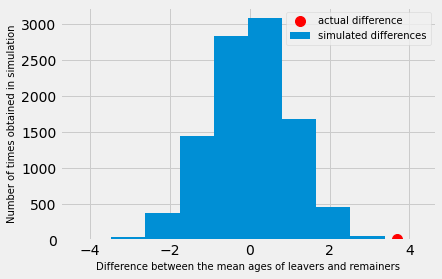 actual difference
simulated differences
3000
2500
2000
1500
1000
500
0
−4 −2 0 2 4
Number of times obtained in simulation
Difference between the mean ages of leavers and remainers